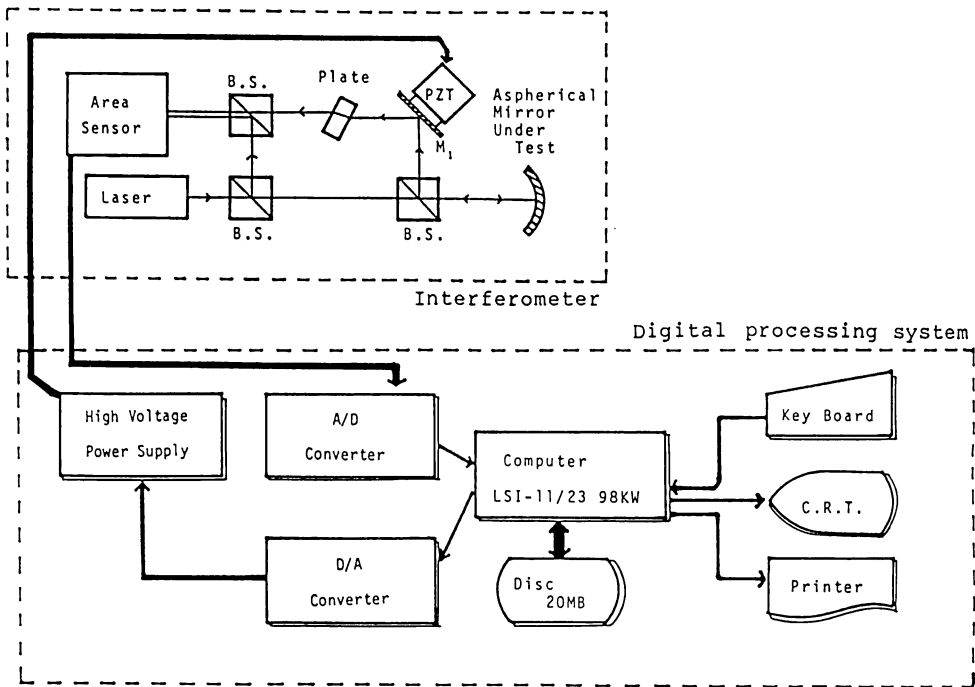 B.S.
Plate
PZT
Area
Sensor
Aspherical
Mirror
Under
Test
M1
Laser
B.S.
B.S.
Interferometer
Digital processing system
High Voltage
Power Supply
A/D
Converter
Key Board
Computer
LSI-11/23 98KW
C.R.T.
D/A
Converter
Disc
20MB
Printer